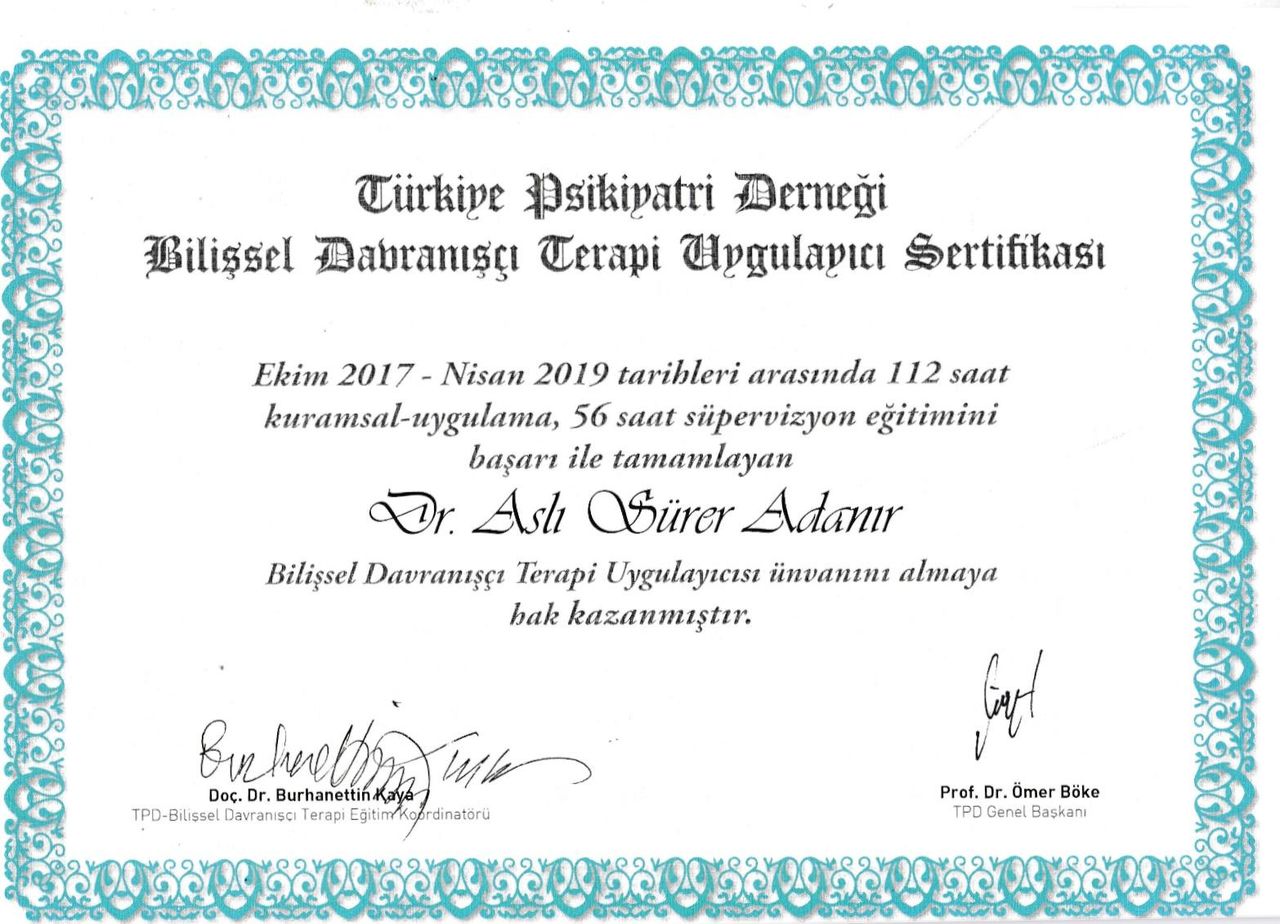 Türkiye Psikiyatri Derneği
Bilişsel Davranışçı Terapi Uygulayıcı Sertifikası
Ekim 2017 - Nisan 2019 tarihleri arasında 112 saat
kuramsal-uygulama, 56 saat süpervizyon eğitimini
başarı ile tamamlayan
Dr. Aslı Sürer Adanır
Bilişsel Davranışçı Terapi Uygulayıcısı ünvanını almaya
hak kazanmıştır.
Doç. Dr. Burhanettin Kaya
TPD-Bilişsel Davranışçı Terapi Eğitim Koordinatörü
Prof. Dr. Ömer Böke
TPD Genel Başkanı